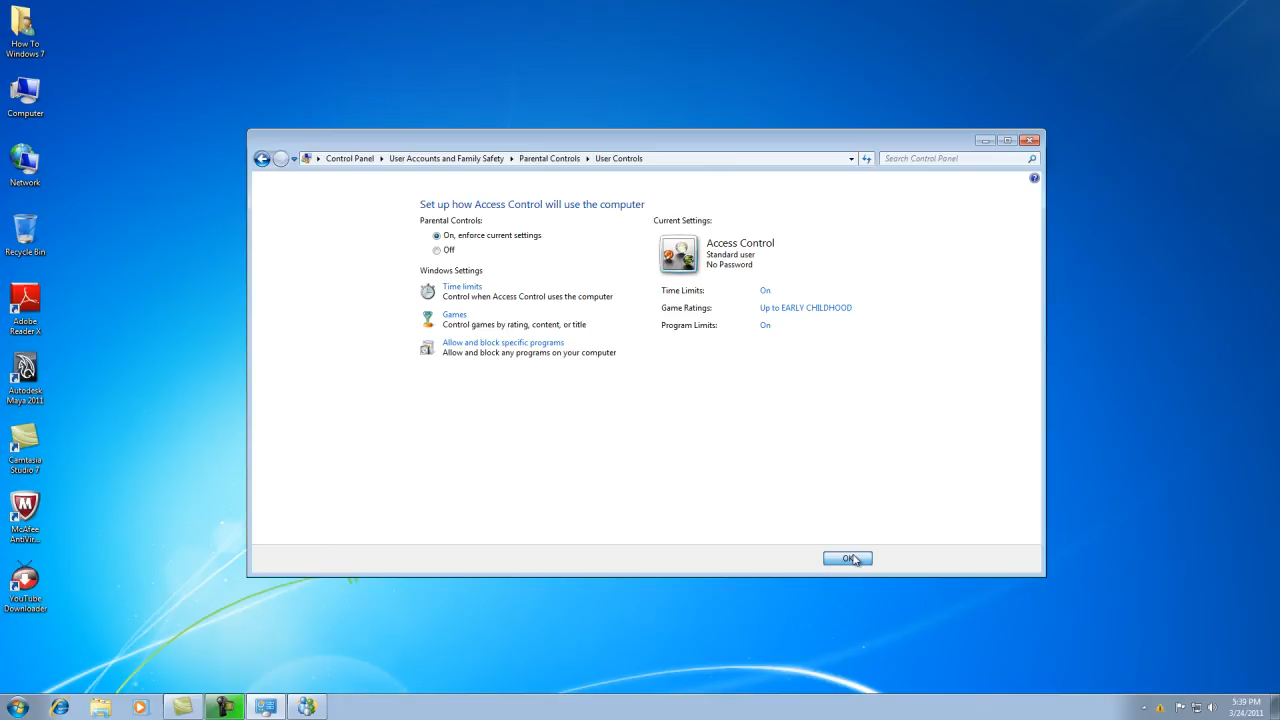 How To
Windows 7
Computer
Network
Recycle Bin
Adobe
Reader X
Autodesk
Maya 2011
Camtasia
Studio 7
McAfee
AntiVir...
YouTube
Downloader
Control Panel
User Accounts and Family Safety
Parental Controls
User Controls
Search Control Panel
Set up how Access Control will use the computer
Parental Controls:
On, enforce current settings
Off
Windows Settings
Time limits
Control when Access Control uses the computer
Games
Control games by rating, content, or title
Allow and block specific programs
Allow and block any programs on your computer
Current Settings:
Access Control
Standard user
No Password
Time Limits: On
Game Ratings: Up to EARLY CHILDHOOD
Program Limits: On
OK
5:39 PM
3/24/2011